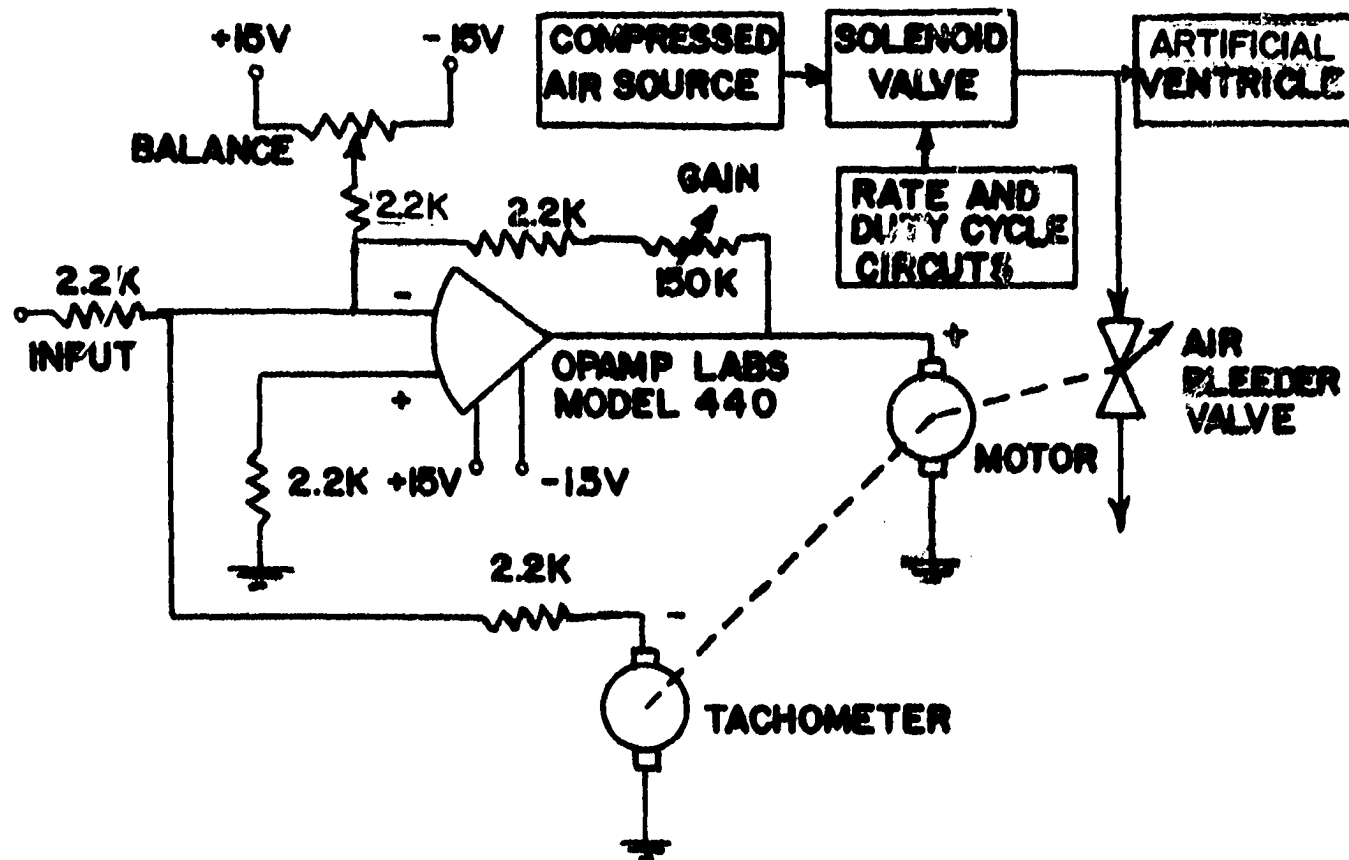 +15V
-15V
COMPRESSED
AIR SOURCE
SOLENOID
VALVE
ARTIFICIAL
VENTRICLE
BALANCE
2.2K
2.2K
GAIN
150K
RATE AND
DUTY CYCLE
CIRCUTS
2.2K
INPUT
-
+
OPAMP LABS
MODEL 440
+
AIR
BLEEDER
VALVE
MOTOR
2.2K
+15V
-15V
2.2K
-
TACHOMETER